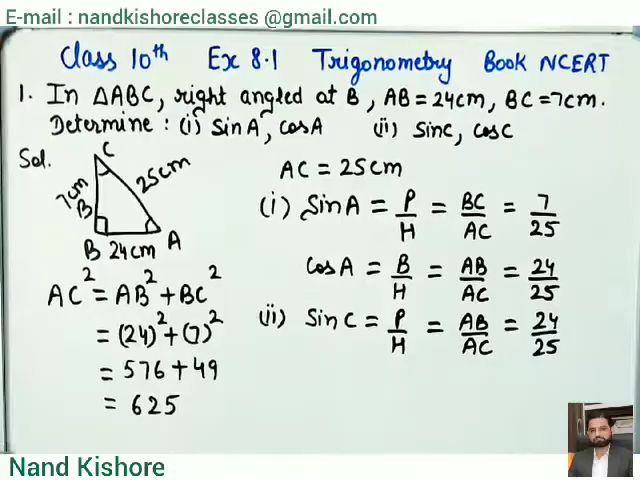 E-mail : nandkishoreclasses @gmail.com
Class 10th Ex 8.1 Trigonometry Book NCERT
1. In ΔABC, right angled at B, AB = 24cm, BC = 7cm.
Determine : (i) sin A, cos A (ii) sin C, cos C
Sol.
C
7cm
25cm
B
B 24cm A
AC² = AB² + BC²
= (24)² + (7)²
= 576 + 49
= 625
AC = 25cm
(i) Sin A = P/H = BC/AC = 7/25
Cos A = B/H = AB/AC = 24/25
(ii) Sin C = P/H = AB/AC = 24/25
Nand Kishore